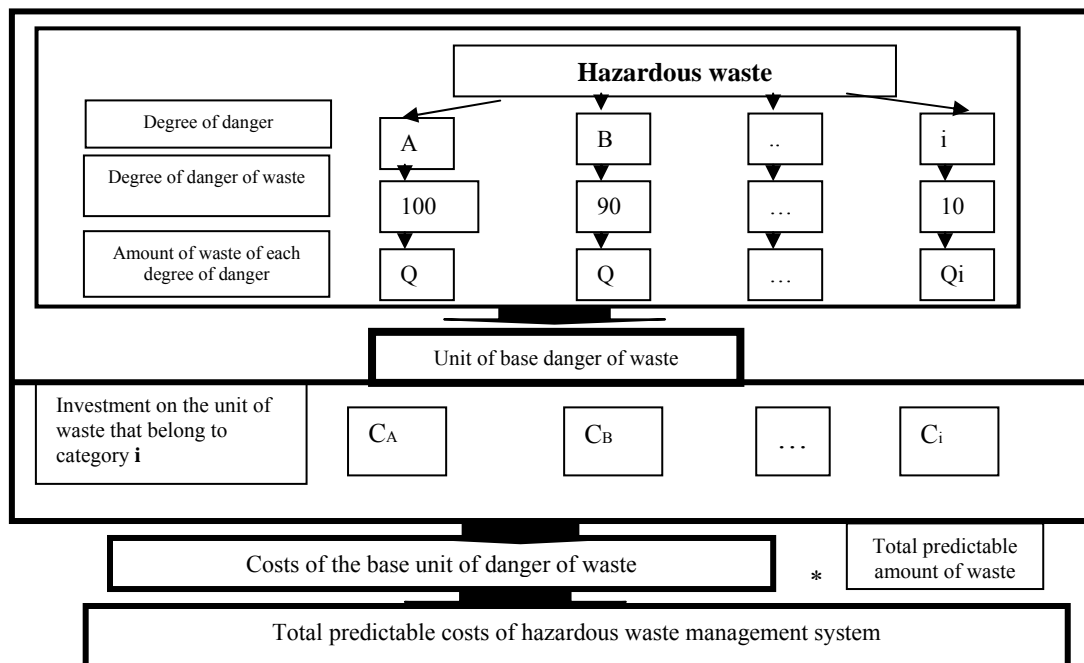 Hazardous waste
Degree of danger
A
B
..
i
Degree of danger of waste
100
90
…
10
Amount of waste of each
degree of danger
Q
Q
…
Qi
Unit of base danger of waste
Investment on the unit of
waste that belong to
category i
CA
CB
…
Ci
Costs of the base unit of danger of waste
*
Total predictable
amount of waste
Total predictable costs of hazardous waste management system